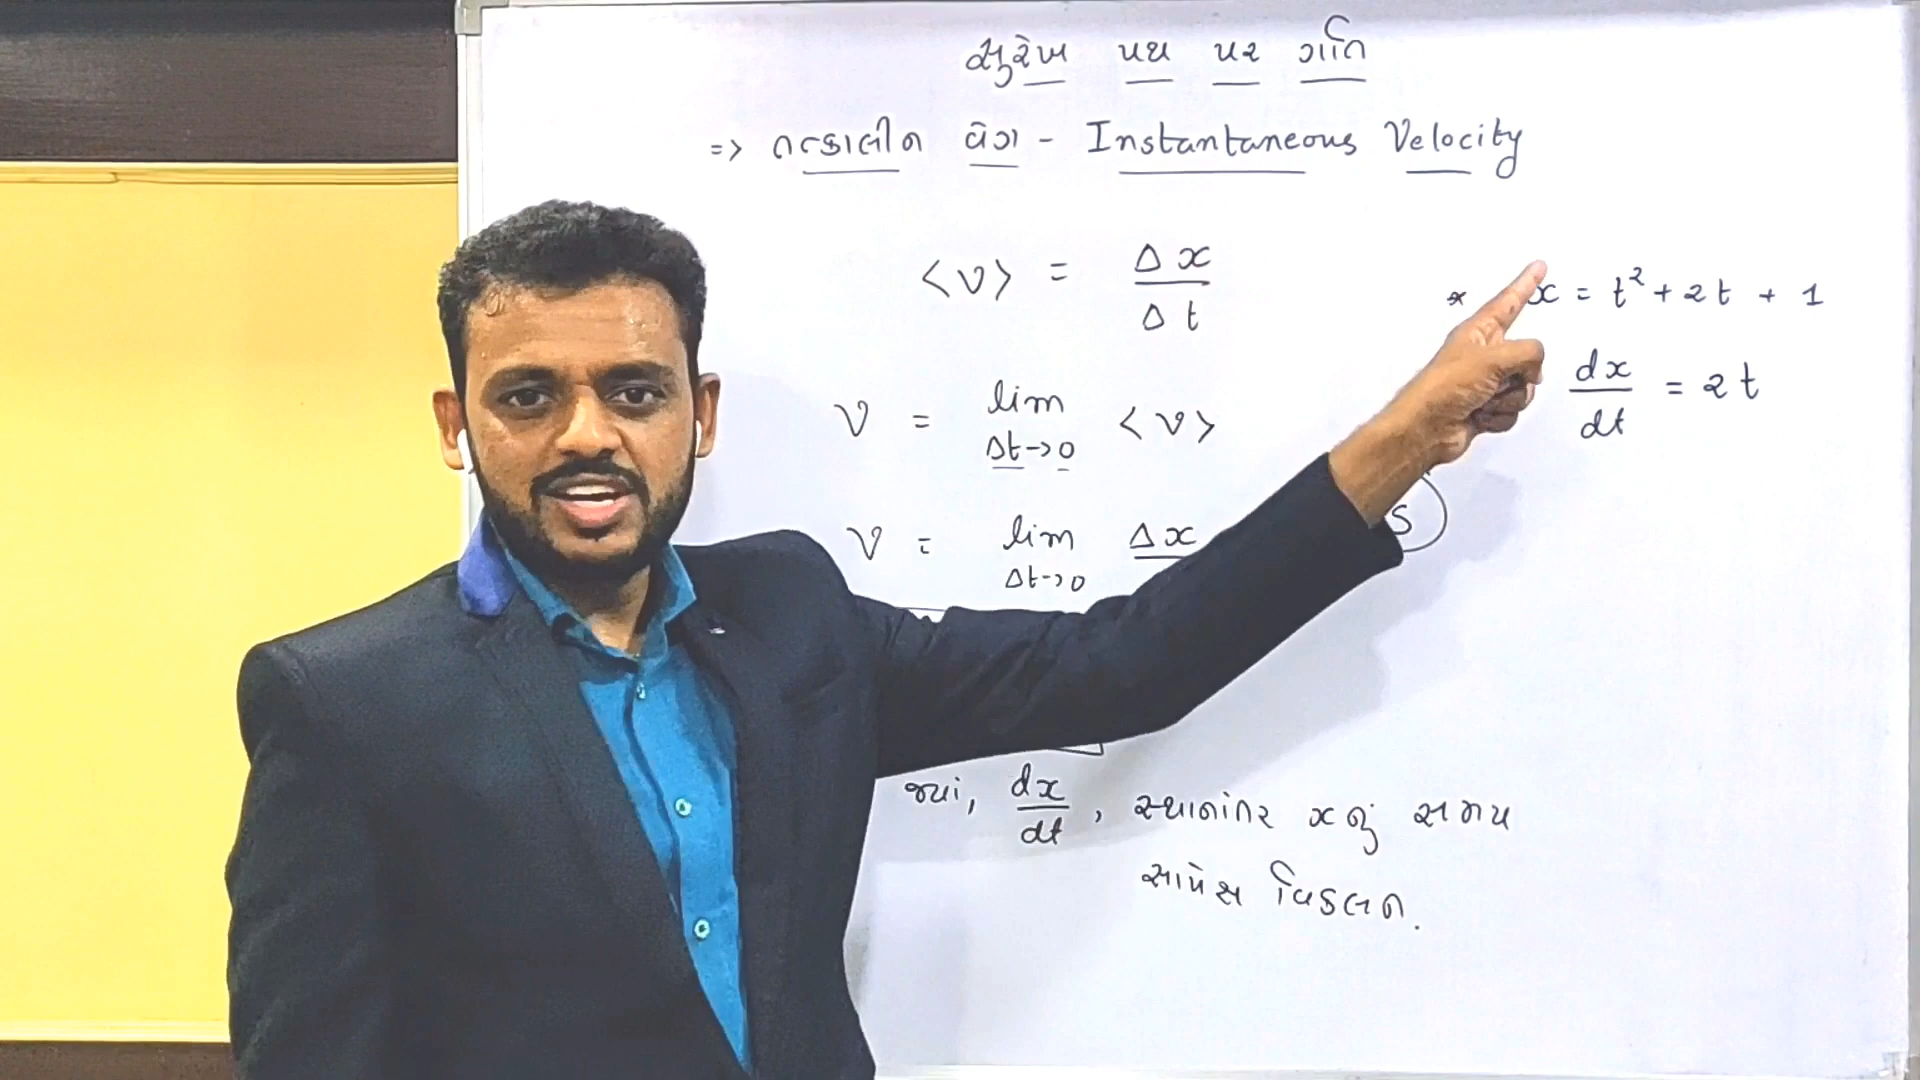 સુરેખ પથ પર ગતિ
=> તત્કાલીન વેગ - Instantaneous Velocity
<v> = Δx / Δt
* x = t² + 2t + 1
dx / dt = 2t
v = lim Δt→0 <v>
v = lim Δt→0 Δx
S
જ્યાં, dx / dt , સ્થાનાંતર x નું સમય
સાપેક્ષ વિકલન.